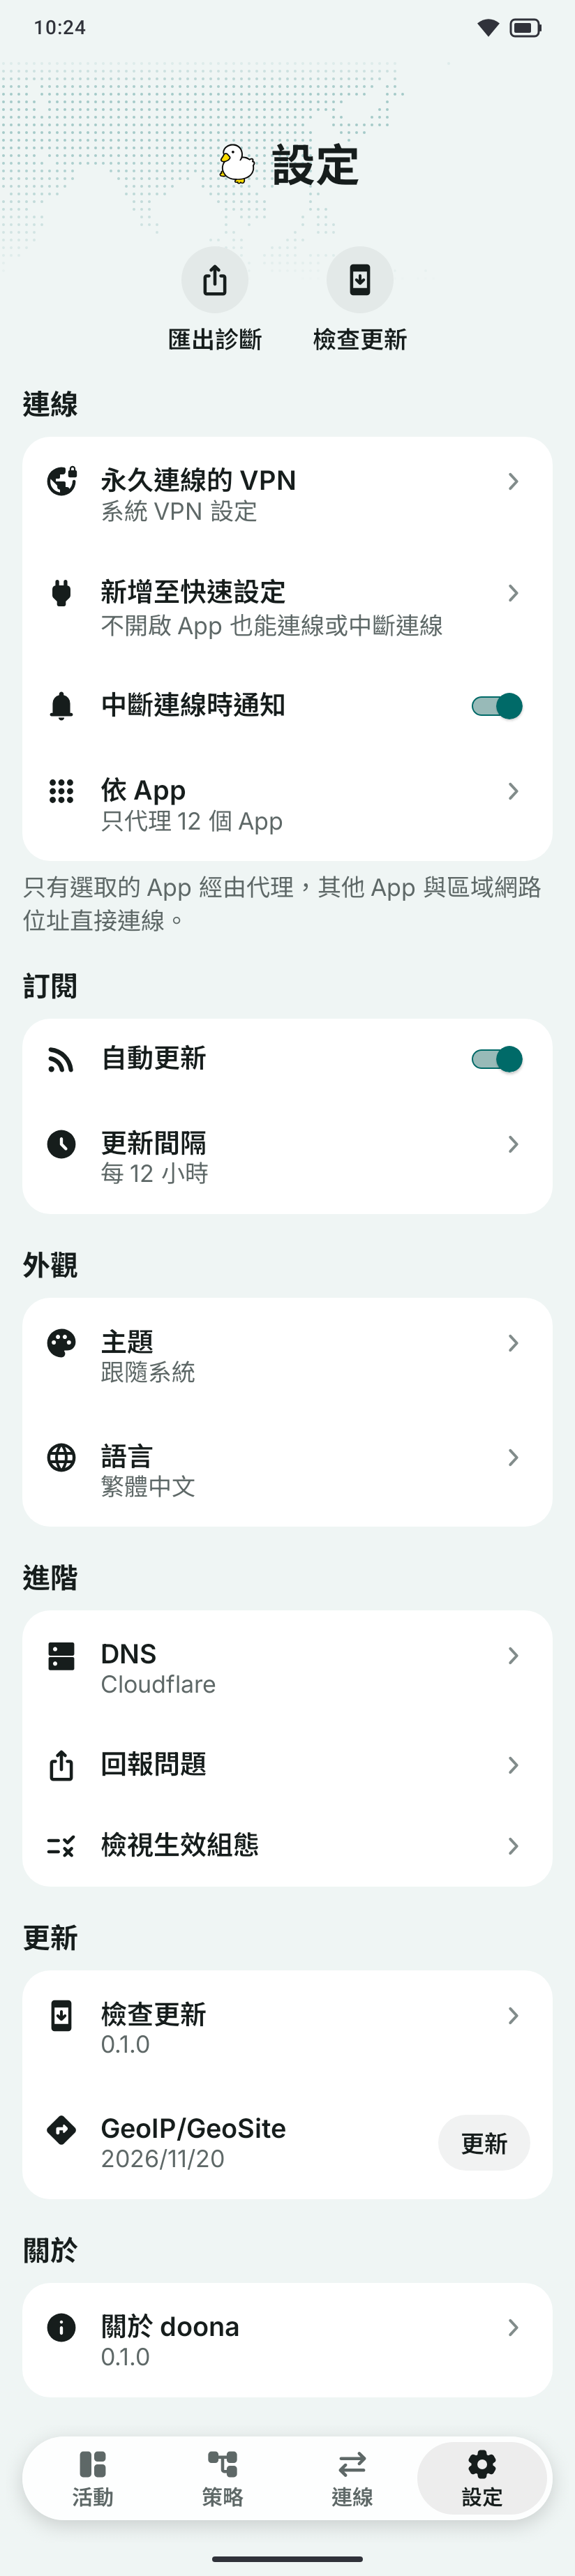 10:24
設定
匯出診斷
檢查更新
連線
永久連線的 VPN
系統 VPN 設定
新增至快速設定
不開啟 App 也能連線或中斷連線
中斷連線時通知
依 App
只代理 12 個 App
只有選取的 App 經由代理，其他 App 與區域網路
位址直接連線。
訂閱
自動更新
更新間隔
每 12 小時
外觀
主題
跟隨系統
語言
繁體中文
進階
DNS
Cloudflare
回報問題
檢視生效組態
更新
檢查更新
0.1.0
GeoIP/GeoSite
2026/11/20
更新
關於
關於 doona
0.1.0
活動
策略
連線
設定